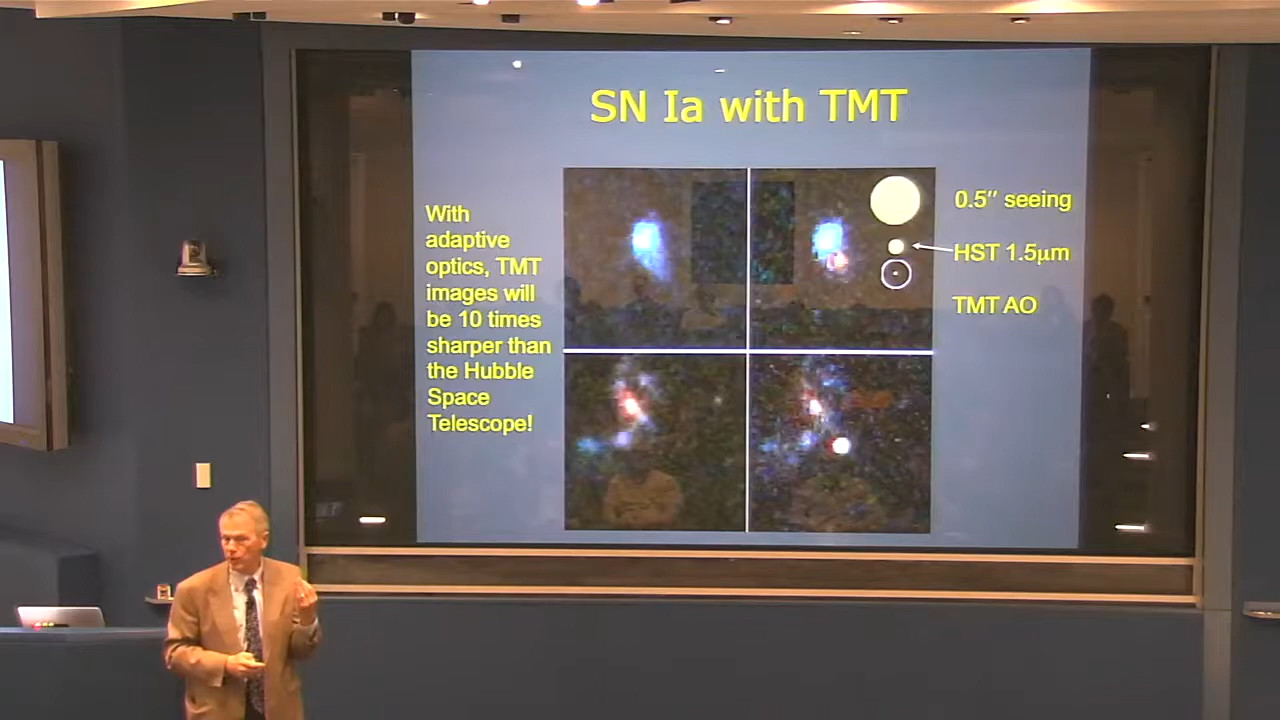 SN Ia with TMT
With
adaptive
optics, TMT
images will
be 10 times
sharper than
the Hubble
Space
Telescope!
0.5″ seeing
HST 1.5µm
TMT AO